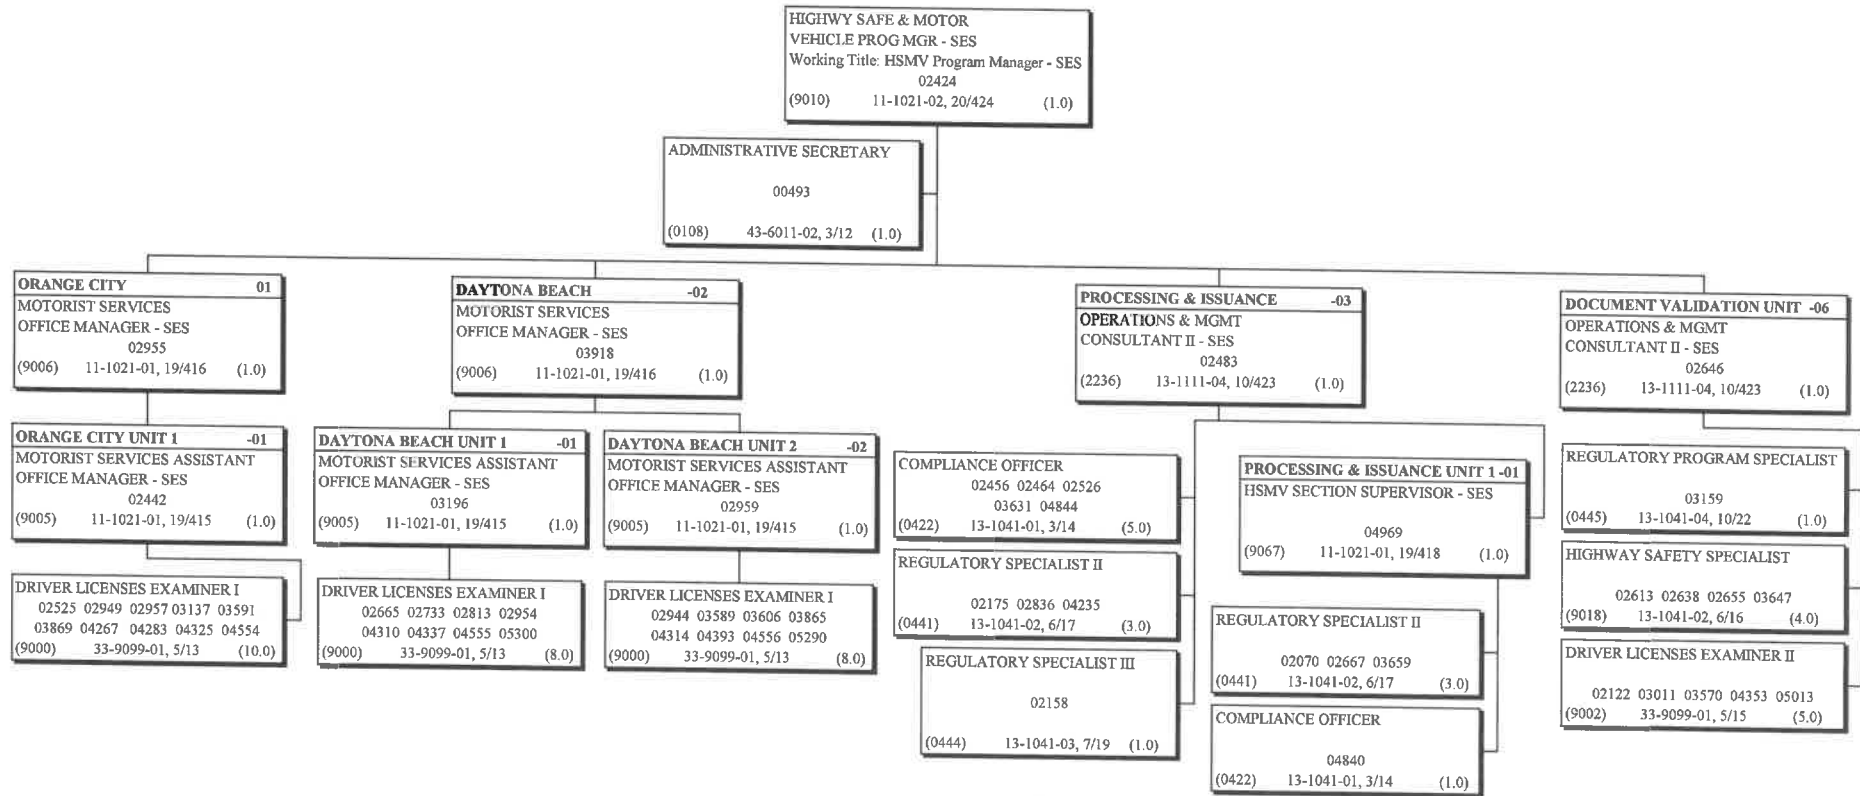 HIGHWY SAFE & MOTOR
VEHICLE PROG MGR - SES
Working Title: HSMV Program Manager - SES
02424
(9010) 11-1021-02, 20/424 (1.0)
ADMINISTRATIVE SECRETARY
00493
(0108) 43-6011-02, 3/12 (1.0)
ORANGE CITY 01
MOTORIST SERVICES
OFFICE MANAGER - SES
02955
(9006) 11-1021-01, 19/416 (1.0)
DAYTONA BEACH -02
MOTORIST SERVICES
OFFICE MANAGER - SES
03918
(9006) 11-1021-01, 19/416 (1.0)
PROCESSING & ISSUANCE -03
OPERATIONS & MGMT
CONSULTANT II - SES
02483
(2236) 13-1111-04, 10/423 (1.0)
DOCUMENT VALIDATION UNIT -06
OPERATIONS & MGMT
CONSULTANT II - SES
02646
(2236) 13-1111-04, 10/423 (1.0)
ORANGE CITY UNIT 1 -01
MOTORIST SERVICES ASSISTANT
OFFICE MANAGER - SES
02442
(9005) 11-1021-01, 19/415 (1.0)
DAYTONA BEACH UNIT 1 -01
MOTORIST SERVICES ASSISTANT
OFFICE MANAGER - SES
03196
(9005) 11-1021-01, 19/415 (1.0)
DAYTONA BEACH UNIT 2 -02
MOTORIST SERVICES ASSISTANT
OFFICE MANAGER - SES
02959
(9005) 11-1021-01, 19/415 (1.0)
COMPLIANCE OFFICER
02456 02464 02526
03631 04844
(0422) 13-1041-01, 3/14 (5.0)
PROCESSING & ISSUANCE UNIT 1 -01
HSMV SECTION SUPERVISOR - SES
04969
(9067) 11-1021-01, 19/418 (1.0)
REGULATORY PROGRAM SPECIALIST
03159
(0445) 13-1041-04, 10/22 (1.0)
DRIVER LICENSES EXAMINER I
02525 02949 02957 03137 03591
03869 04267 04283 04325 04554
(9000) 33-9099-01, 5/13 (10.0)
DRIVER LICENSES EXAMINER I
02665 02733 02813 02954
04310 04337 04555 05300
(9000) 33-9099-01, 5/13 (8.0)
DRIVER LICENSES EXAMINER I
02944 03589 03606 03865
04314 04393 04556 05290
(9000) 33-9099-01, 5/13 (8.0)
REGULATORY SPECIALIST II
02175 02836 04235
(0441) 13-1041-02, 6/17 (3.0)
REGULATORY SPECIALIST III
02158
(0444) 13-1041-03, 7/19 (1.0)
REGULATORY SPECIALIST II
02070 02667 03659
(0441) 13-1041-02, 6/17 (3.0)
COMPLIANCE OFFICER
04840
(0422) 13-1041-01, 3/14 (1.0)
HIGHWAY SAFETY SPECIALIST
02613 02638 02655 03647
(9018) 13-1041-02, 6/16 (4.0)
DRIVER LICENSES EXAMINER II
02122 03011 03570 04353 05013
(9002) 33-9099-01, 5/15 (5.0)